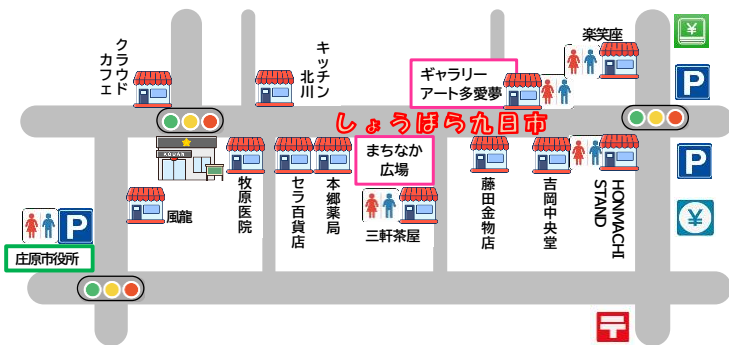 クラウド
カフェ
キッチン
北川
ギャラリー
アート多愛夢
楽笑座
¥
P
しょうばら九日市
牧原医院
セラ百貨店
本郷薬局
まちなか
広場
藤田金物店
吉岡中央堂
HONMACHI
STAND
P
風龍
三軒茶屋
¥
P
庄原市役所
〒